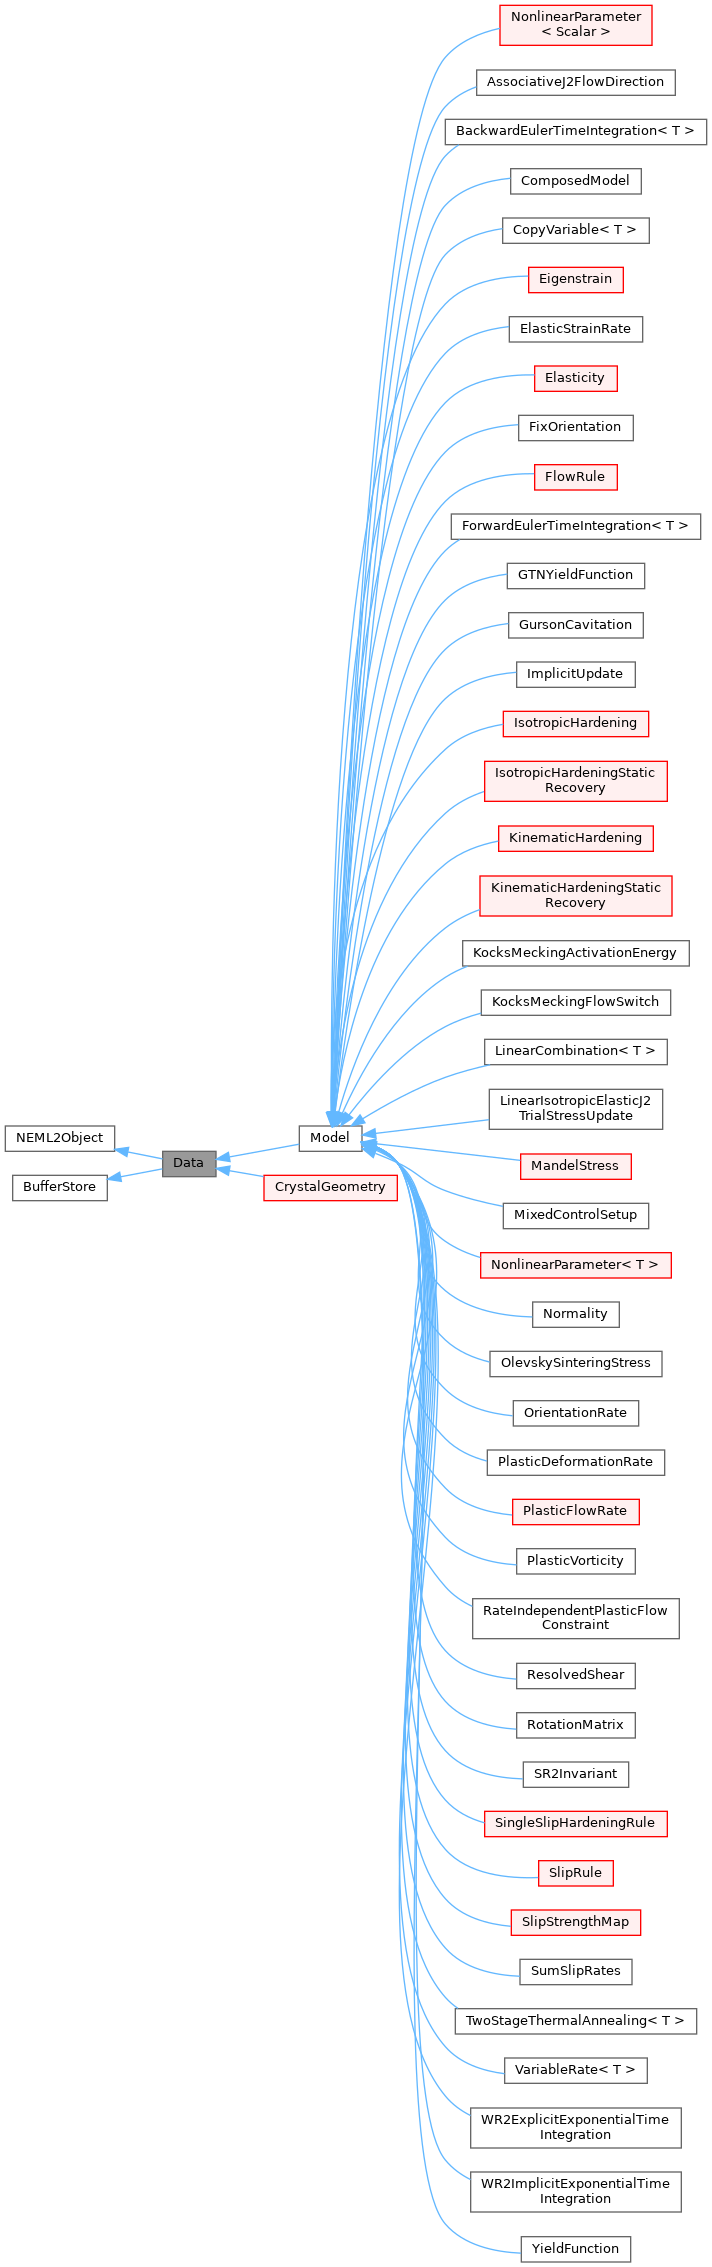 NonlinearParameter
< Scalar >
AssociativeJ2FlowDirection
BackwardEulerTimeIntegration< T >
ComposedModel
CopyVariable< T >
Eigenstrain
ElasticStrainRate
Elasticity
FixOrientation
FlowRule
ForwardEulerTimeIntegration< T >
GTNYieldFunction
GursonCavitation
ImplicitUpdate
IsotropicHardening
IsotropicHardeningStatic
Recovery
KinematicHardening
KinematicHardeningStatic
Recovery
KocksMeckingActivationEnergy
KocksMeckingFlowSwitch
LinearCombination< T >
LinearIsotropicElasticJ2
TrialStressUpdate
NEML2Object
BufferStore
Data
Model
CrystalGeometry
MandelStress
MixedControlSetup
NonlinearParameter< T >
Normality
OlevskySinteringStress
OrientationRate
PlasticDeformationRate
PlasticFlowRate
PlasticVorticity
RateIndependentPlasticFlow
Constraint
ResolvedShear
RotationMatrix
SR2Invariant
SingleSlipHardeningRule
SlipRule
SlipStrengthMap
SumSlipRates
TwoStageThermalAnnealing< T >
VariableRate< T >
WR2ExplicitExponentialTime
Integration
WR2ImplicitExponentialTime
Integration
YieldFunction